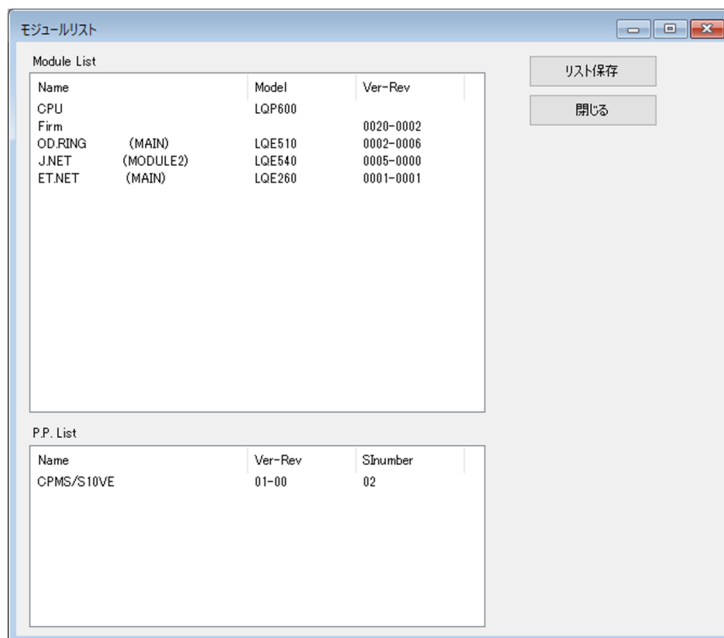 モジュールリスト
Module List
Name Model Ver-Rev
CPU LQP600
Firm 0020-0002
OD.RING (MAIN) LQE510 0002-0006
J.NET (MODULE2) LQE540 0005-0000
ET.NET (MAIN) LQE260 0001-0001
リスト保存
閉じる
P.P. List
Name Ver-Rev SInumber
CPMS/S10VE 01-00 02